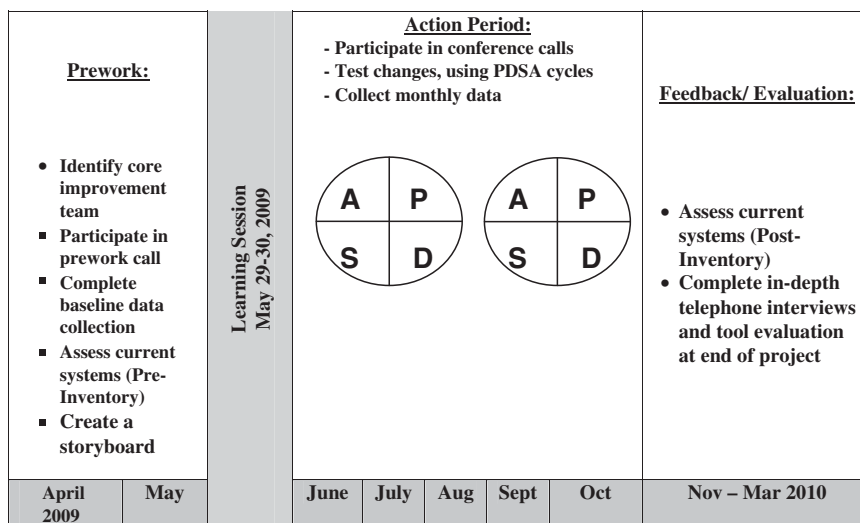 Prework:
• Identify core
improvement
team
▪ Participate in
prework call
▪ Complete
baseline data
collection
▪ Assess current
systems (Pre-
Inventory)
▪ Create a
storyboard
Learning Session
May 29-30, 2009
Action Period:
- Participate in conference calls
- Test changes, using PDSA cycles
- Collect monthly data
A P
S D
A P
S D
Feedback/ Evaluation:
• Assess current
systems (Post-
Inventory)
• Complete in-depth
telephone interviews
and tool evaluation
at end of project
April
2009
May
June
July
Aug
Sept
Oct
Nov – Mar 2010